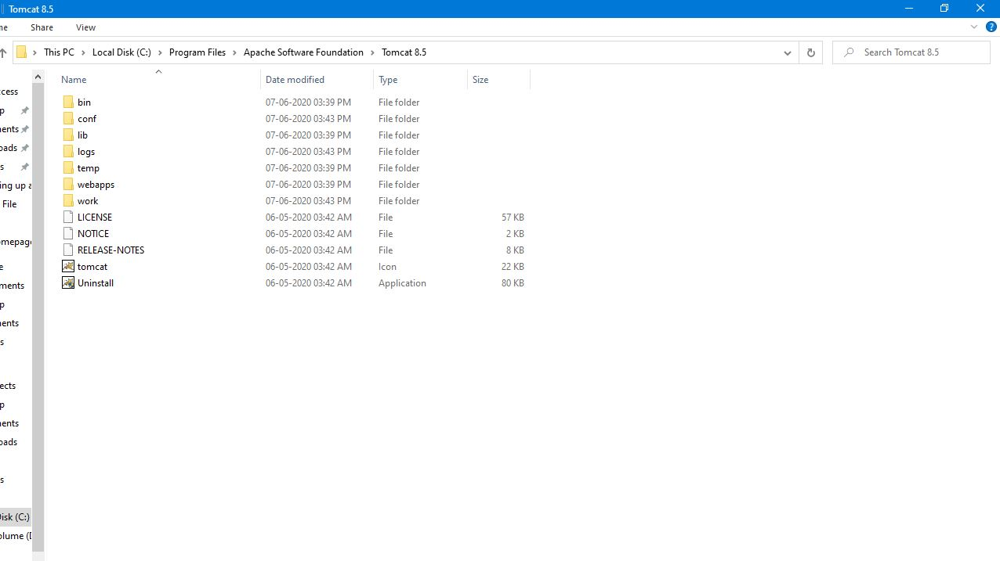 Tomcat 8.5
me Share View
This PC Local Disk (C:) Program Files Apache Software Foundation Tomcat 8.5 Search Tomcat 8.5
Name Date modified Type Size
bin 07-06-2020 03:39 PM File folder
conf 07-06-2020 03:43 PM File folder
lib 07-06-2020 03:39 PM File folder
logs 07-06-2020 03:43 PM File folder
temp 07-06-2020 03:39 PM File folder
webapps 07-06-2020 03:39 PM File folder
work 07-06-2020 03:43 PM File folder
LICENSE 06-05-2020 03:42 AM File 57 KB
NOTICE 06-05-2020 03:42 AM File 2 KB
RELEASE-NOTES 06-05-2020 03:42 AM File 8 KB
tomcat 06-05-2020 03:42 AM Icon 22 KB
Uninstall 06-05-2020 03:42 AM Application 80 KB
cess
p
ents
oads
s
ing up a
File
mepage
e
ments
p
ents
s
ects
p
ents
oads
s
isk (C:)
olume (